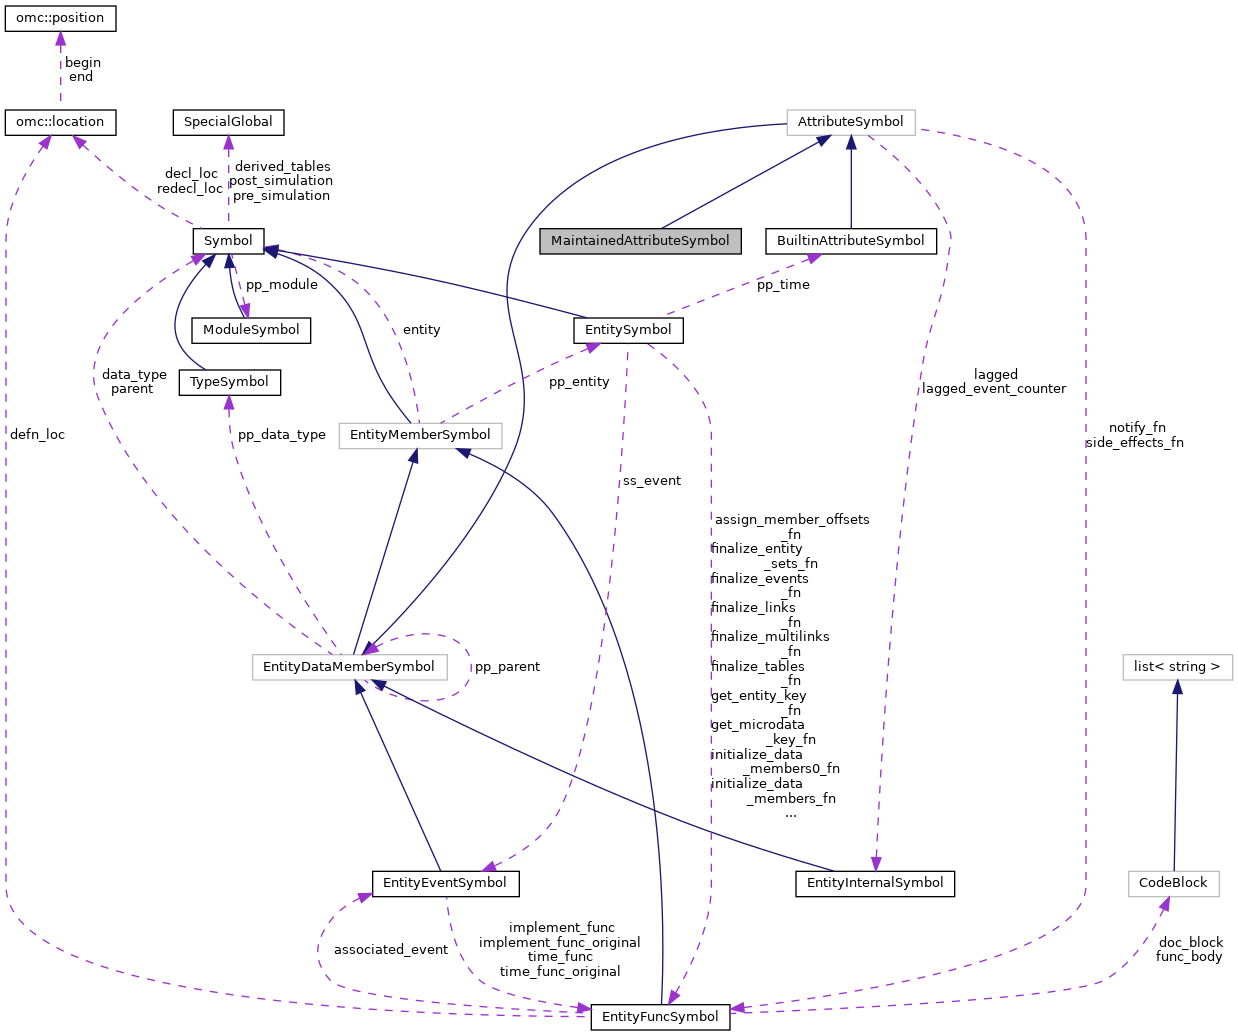 omc::position
begin
end
omc::location
SpecialGlobal
AttributeSymbol
decl_loc
redecl_loc
derived_tables
post_simulation
pre_simulation
Symbol
MaintainedAttributeSymbol
BuiltinAttributeSymbol
pp_module
pp_time
ModuleSymbol
entity
EntitySymbol
data_type
parent
TypeSymbol
pp_entity
lagged
lagged_event_counter
defn_loc
pp_data_type
EntityMemberSymbol
notify_fn
side_effects_fn
ss_event
assign_member_offsets
_fn
finalize_entity
_sets_fn
finalize_events
_fn
finalize_links
_fn
finalize_multilinks
_fn
finalize_tables
_fn
get_entity_key
_fn
get_microdata
_key_fn
initialize_data
_members0_fn
initialize_data
_members_fn
...
EntityDataMemberSymbol
pp_parent
list< string >
EntityEventSymbol
EntityInternalSymbol
CodeBlock
associated_event
implement_func
implement_func_original
time_func
time_func_original
doc_block
func_body
EntityFuncSymbol